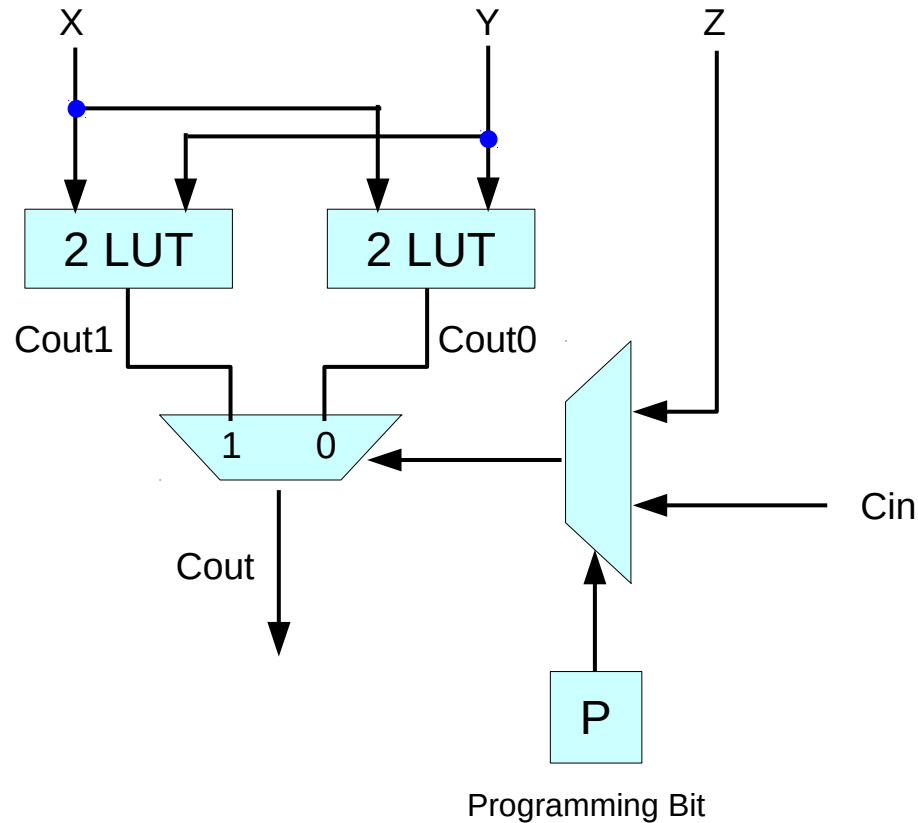 X
Y
Z
2 LUT
2 LUT
Cout1
Cout0
1
0
Cin
Cout
P
Programming Bit